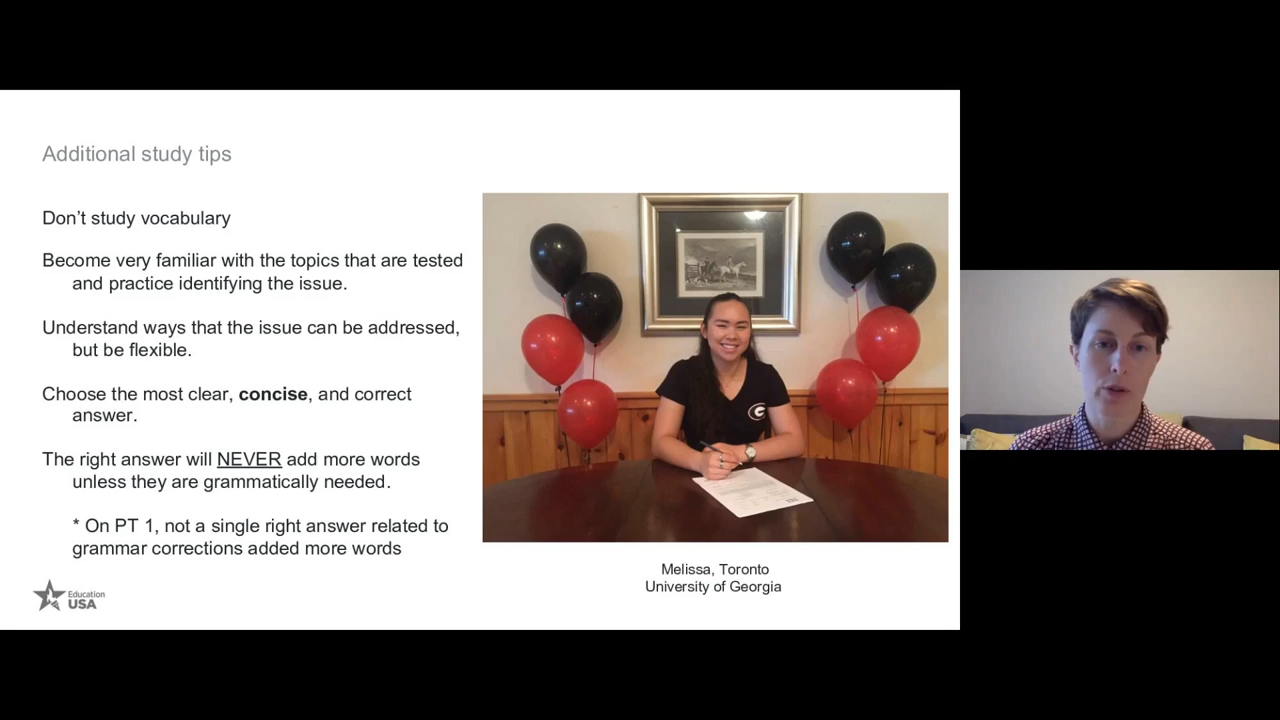 Additional study tips
Don't study vocabulary
Become very familiar with the topics that are tested
and practice identifying the issue.
Understand ways that the issue can be addressed,
but be flexible.
Choose the most clear, concise, and correct
answer.
The right answer will NEVER add more words
unless they are grammatically needed.
* On PT 1, not a single right answer related to
grammar corrections added more words
Education
USA
G
Melissa, Toronto
University of Georgia